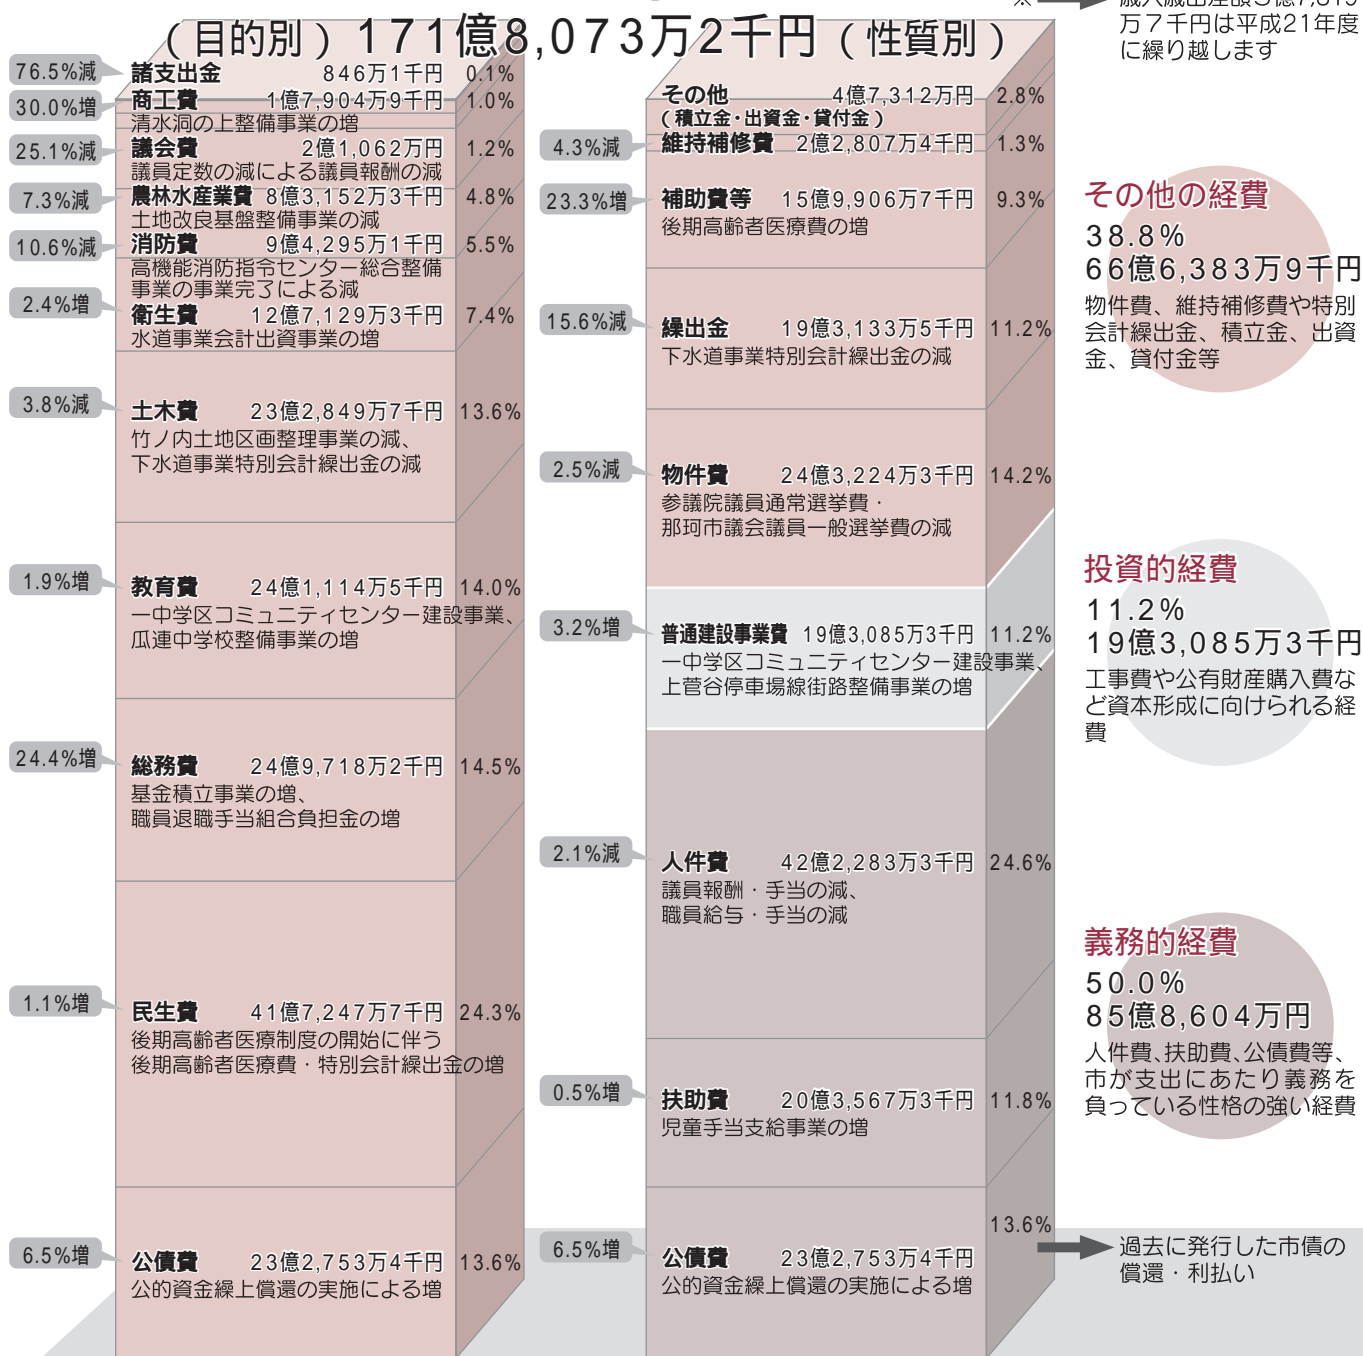 (目的別) 171億8,073万2千円 (性質別)
※
万7千円は平成21年度
に繰り越します
76.5%減
諸支出金 846万1千円 0.1%
30.0%増
商工費 1億7,904万9千円 1.0%
清水洞の上整備事業の増
25.1%減
議会費 2億1,062万円 1.2%
議員定数の減による議員報酬の減
7.3%減
農林水産業費 8億3,152万3千円 4.8%
土地改良基盤整備事業の減
10.6%減
消防費 9億4,295万1千円 5.5%
高機能消防指令センター総合整備
事業の事業完了による減
2.4%増
衛生費 12億7,129万3千円 7.4%
水道事業会計出資事業の増
3.8%減
土木費 23億2,849万7千円 13.6%
竹ノ内土地区画整理事業の減、
下水道事業特別会計繰出金の減
1.9%増
教育費 24億1,114万5千円 14.0%
一中学区コミュニティセンター建設事業、
瓜連中学校整備事業の増
24.4%増
総務費 24億9,718万2千円 14.5%
基金積立事業の増、
職員退職手当組合負担金の増
1.1%増
民生費 41億7,247万7千円 24.3%
後期高齢者医療制度の開始に伴う
後期高齢者医療費・特別会計繰出金の増
6.5%増
公債費 23億2,753万4千円 13.6%
公的資金繰上償還の実施による増
その他 4億7,312万円 2.8%
(積立金・出資金・貸付金)
4.3%減
維持補修費 2億2,807万4千円 1.3%
23.3%増
補助費等 15億9,906万7千円 9.3%
後期高齢者医療費の増
15.6%減
繰出金 19億3,133万5千円 11.2%
下水道事業特別会計繰出金の減
2.5%減
物件費 24億3,224万3千円 14.2%
参議院議員通常選挙費・
那珂市議会議員一般選挙費の減
3.2%増
普通建設事業費 19億3,085万3千円 11.2%
一中学区コミュニティセンター建設事業、
上菅谷停車場線街路整備事業の増
2.1%減
人件費 42億2,283万3千円 24.6%
議員報酬・手当の減、
職員給与・手当の減
0.5%増
扶助費 20億3,567万3千円 11.8%
児童手当支給事業の増
6.5%増
公債費 23億2,753万4千円 13.6%
公的資金繰上償還の実施による増
その他の経費
38.8%
66億6,383万9千円
物件費、維持補修費や特別
会計繰出金、積立金、出資
金、貸付金等
投資的経費
11.2%
19億3,085万3千円
工事費や公有財産購入費な
ど資本形成に向けられる経
費
義務的経費
50.0%
85億8,604万円
人件費、扶助費、公債費等、
市が支出にあたり義務を
負っている性格の強い経費
過去に発行した市債の
償還・利払い